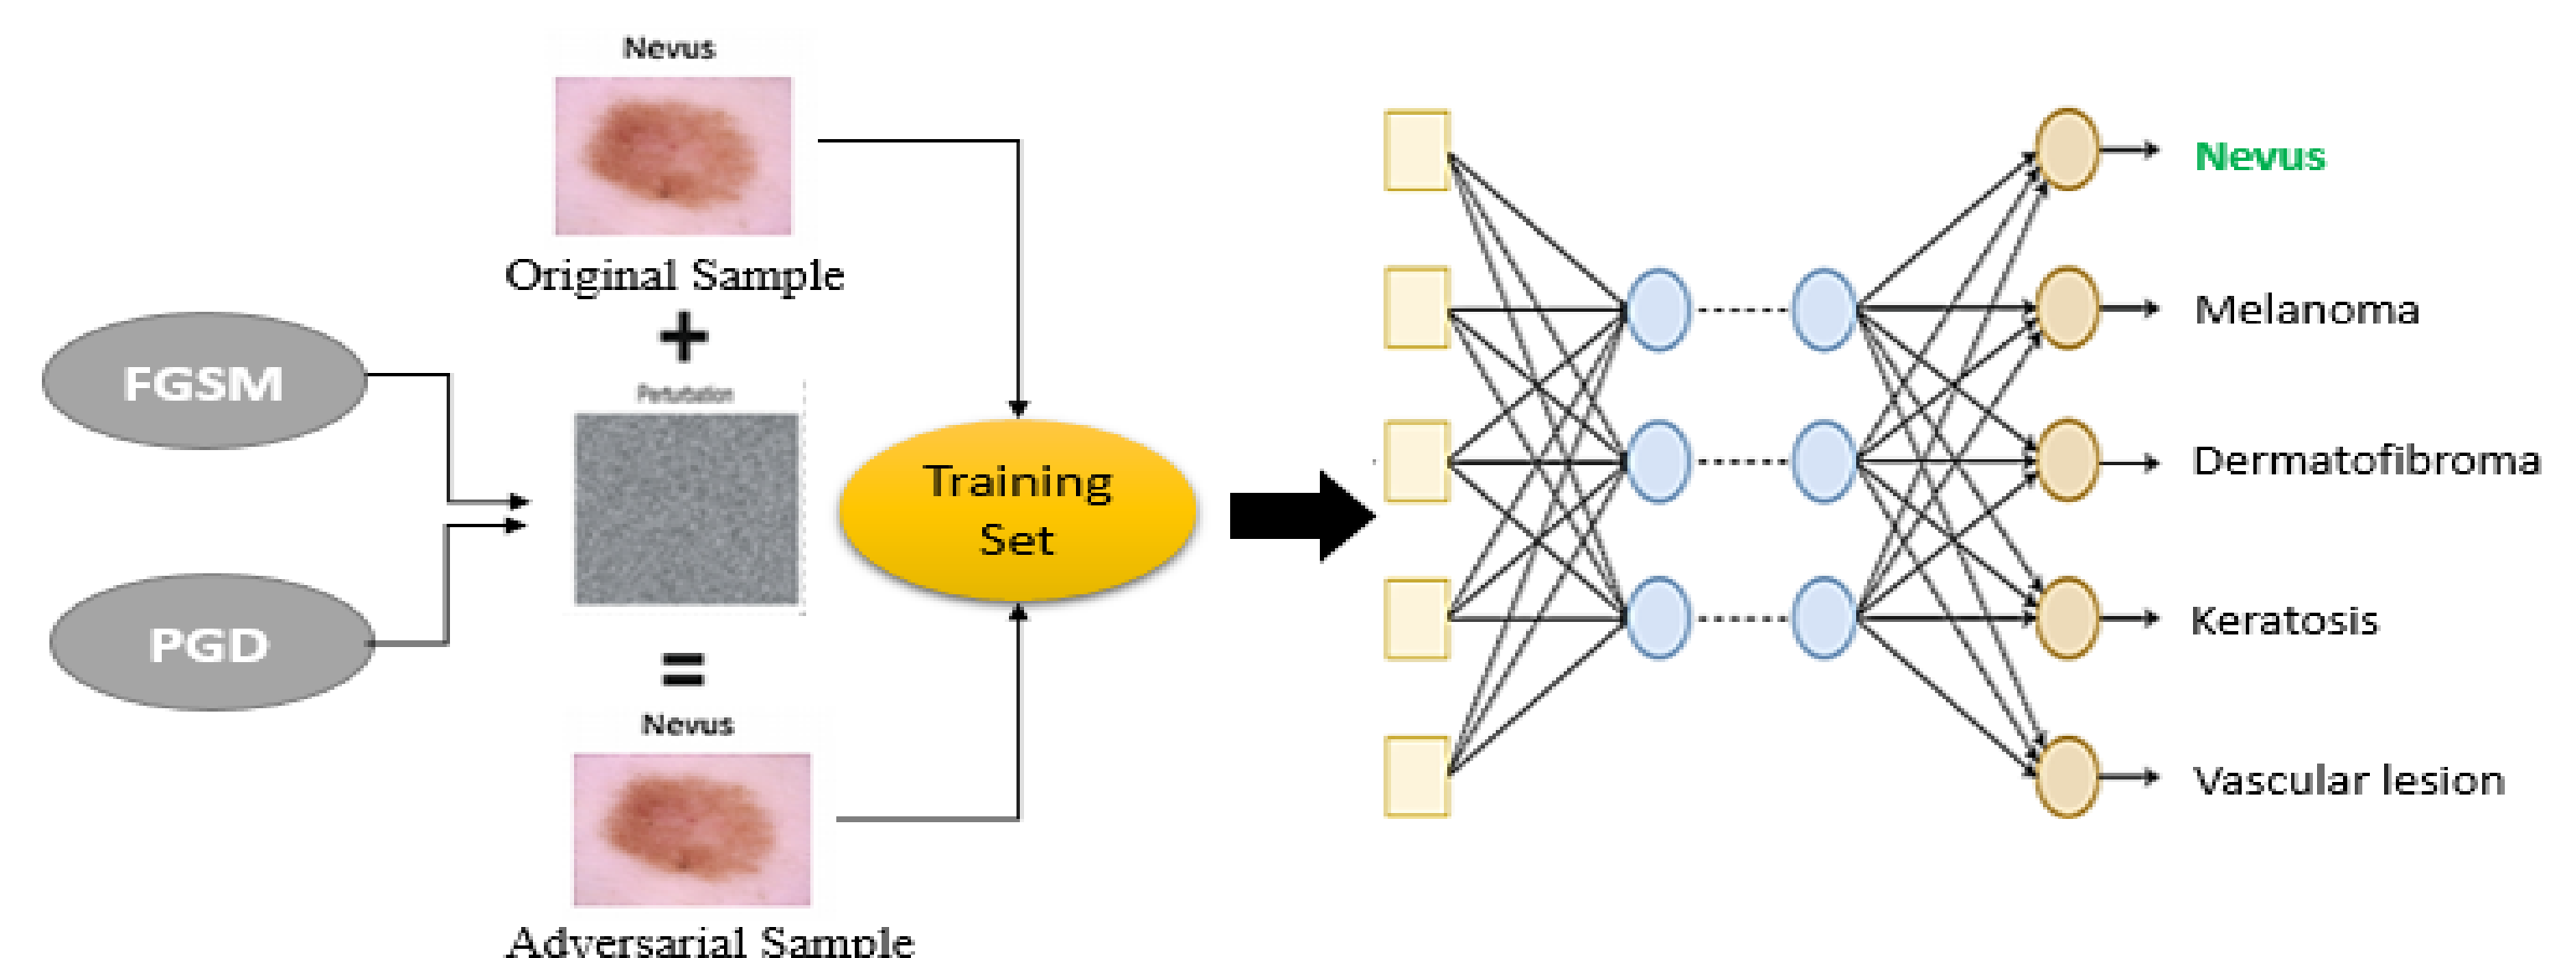 Nevus
Original Sample
+
FGSM
Perturbation
PGD
=
Nevus
Adversarial Sample
Training
Set
Nevus
Melanoma
Dermatofibroma
Keratosis
Vascular lesion